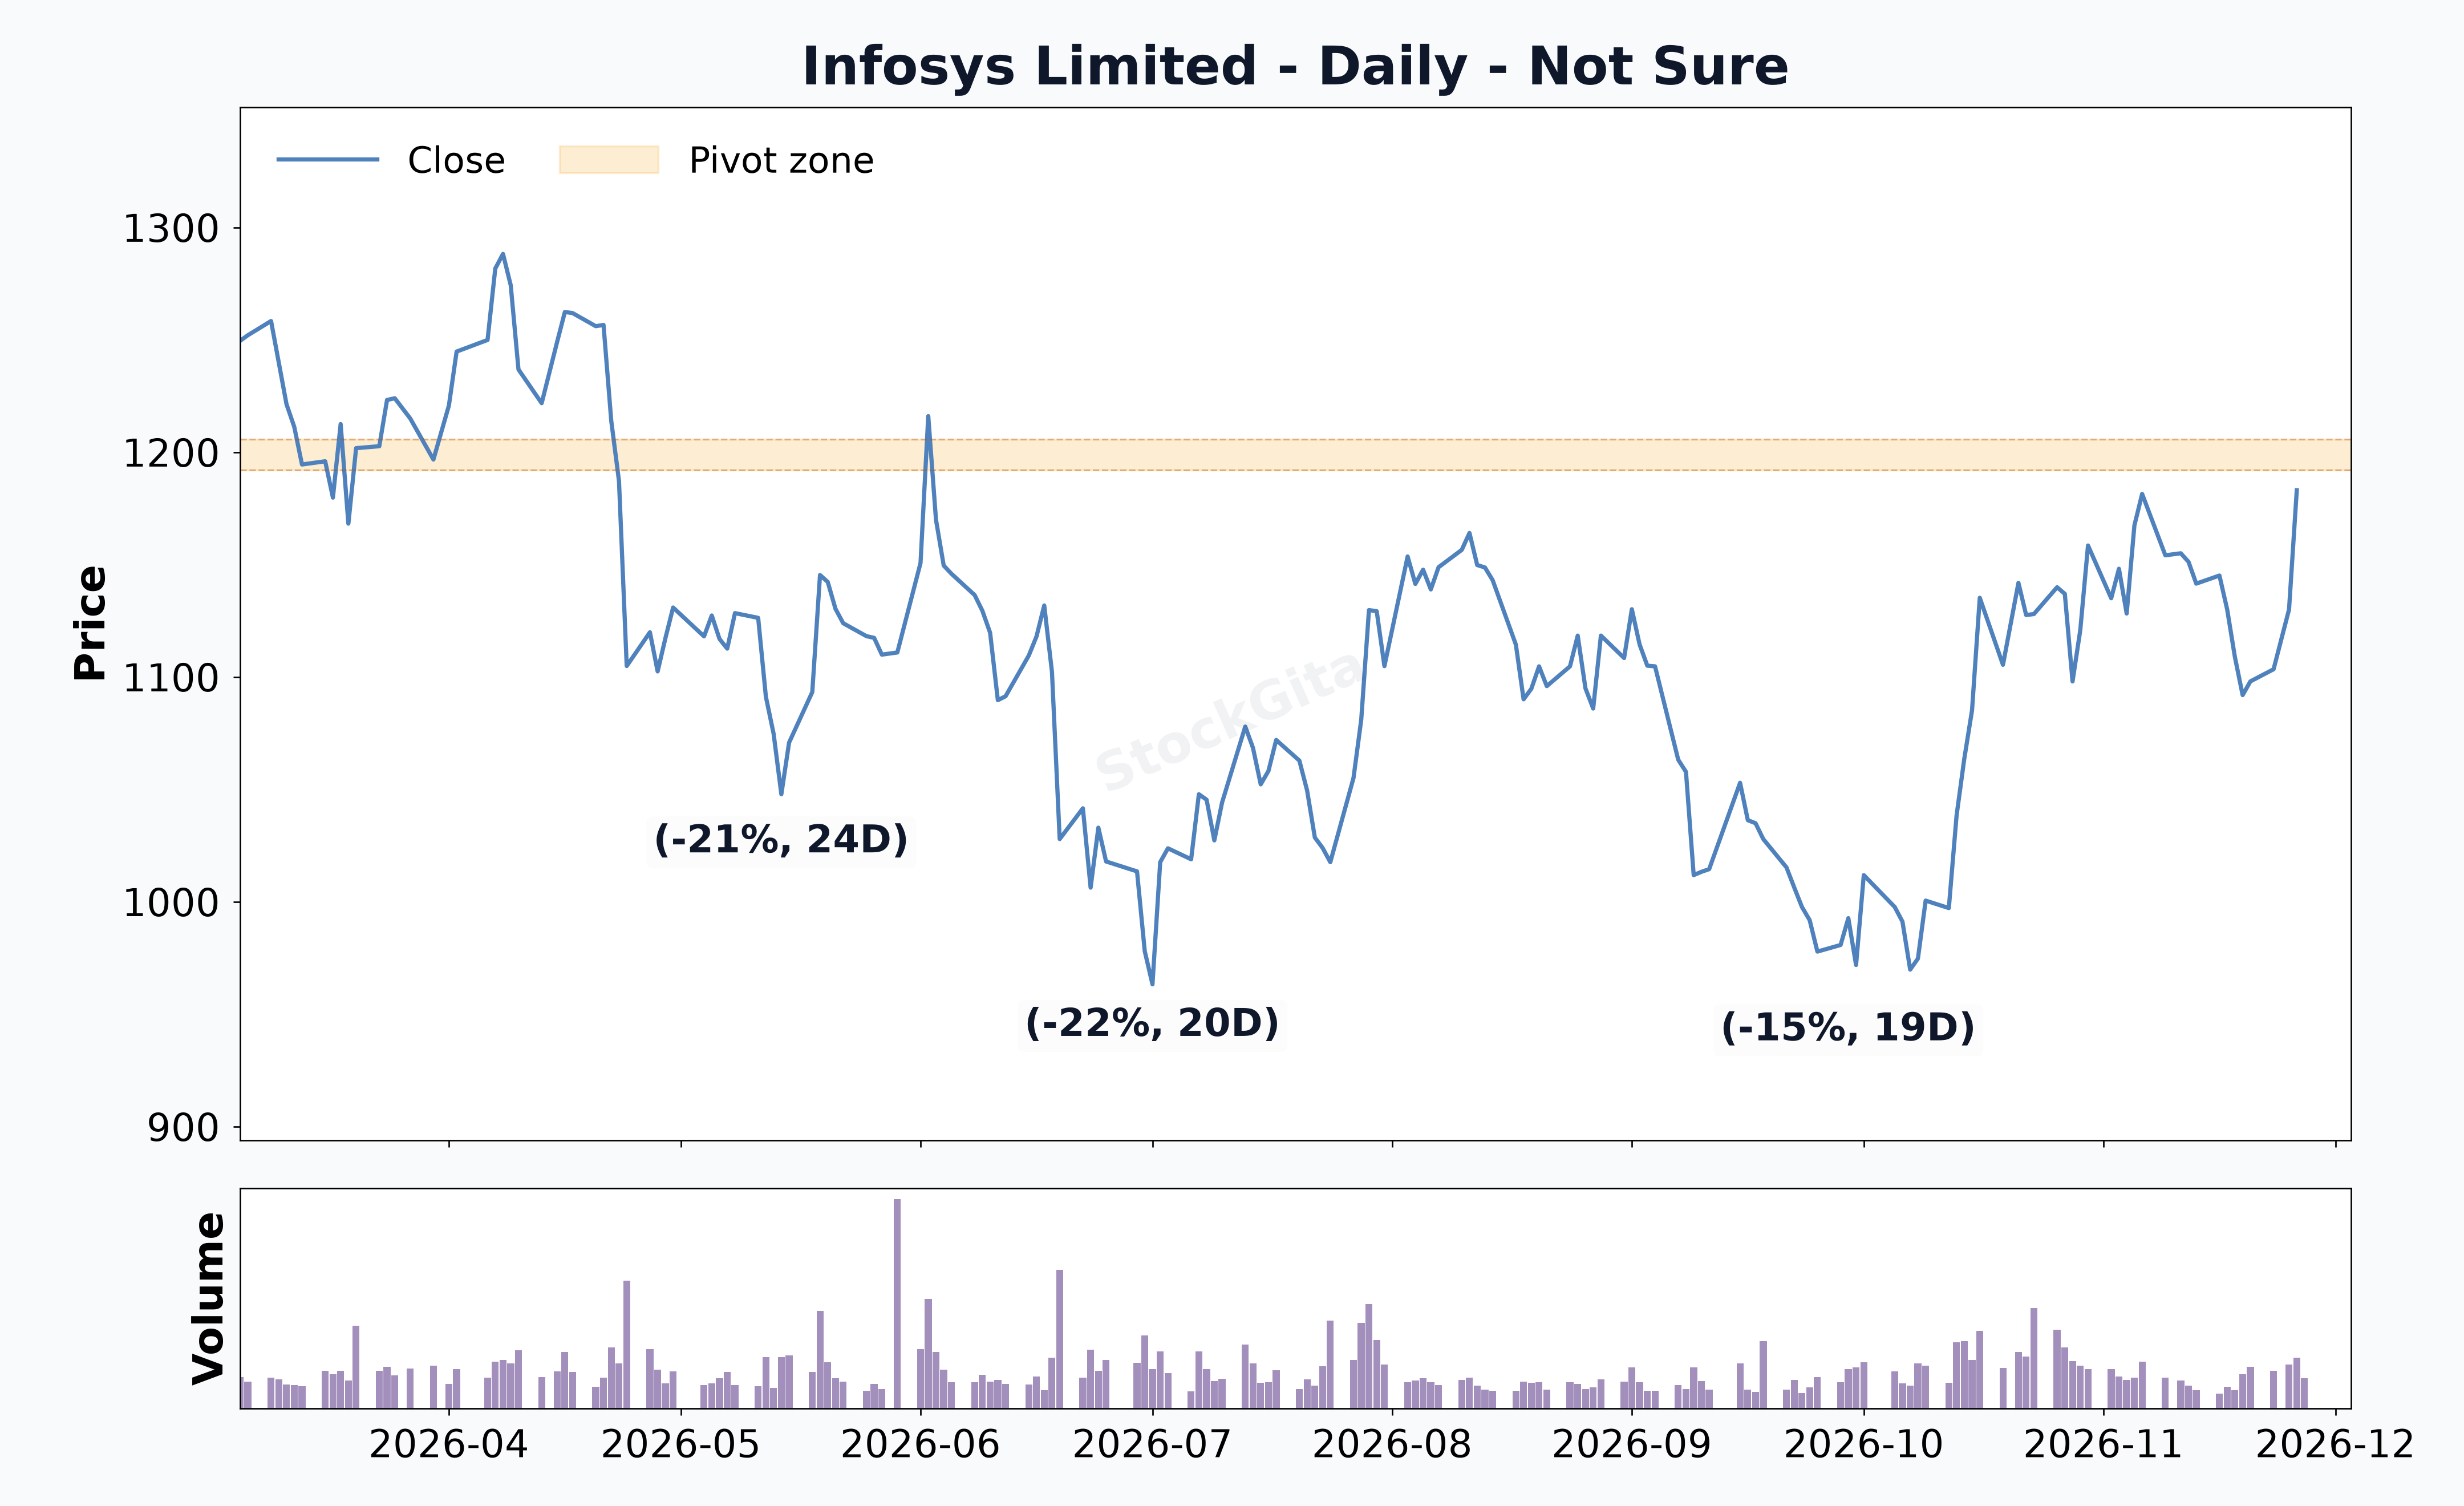 Infosys Limited - Daily - Not Sure
Close
Pivot zone
1300
1200
1100
1000
900
Price
StockGita
(-21%, 24D)
(-22%, 20D)
(-15%, 19D)
Volume
2026-04
2026-05
2026-06
2026-07
2026-08
2026-09
2026-10
2026-11
2026-12